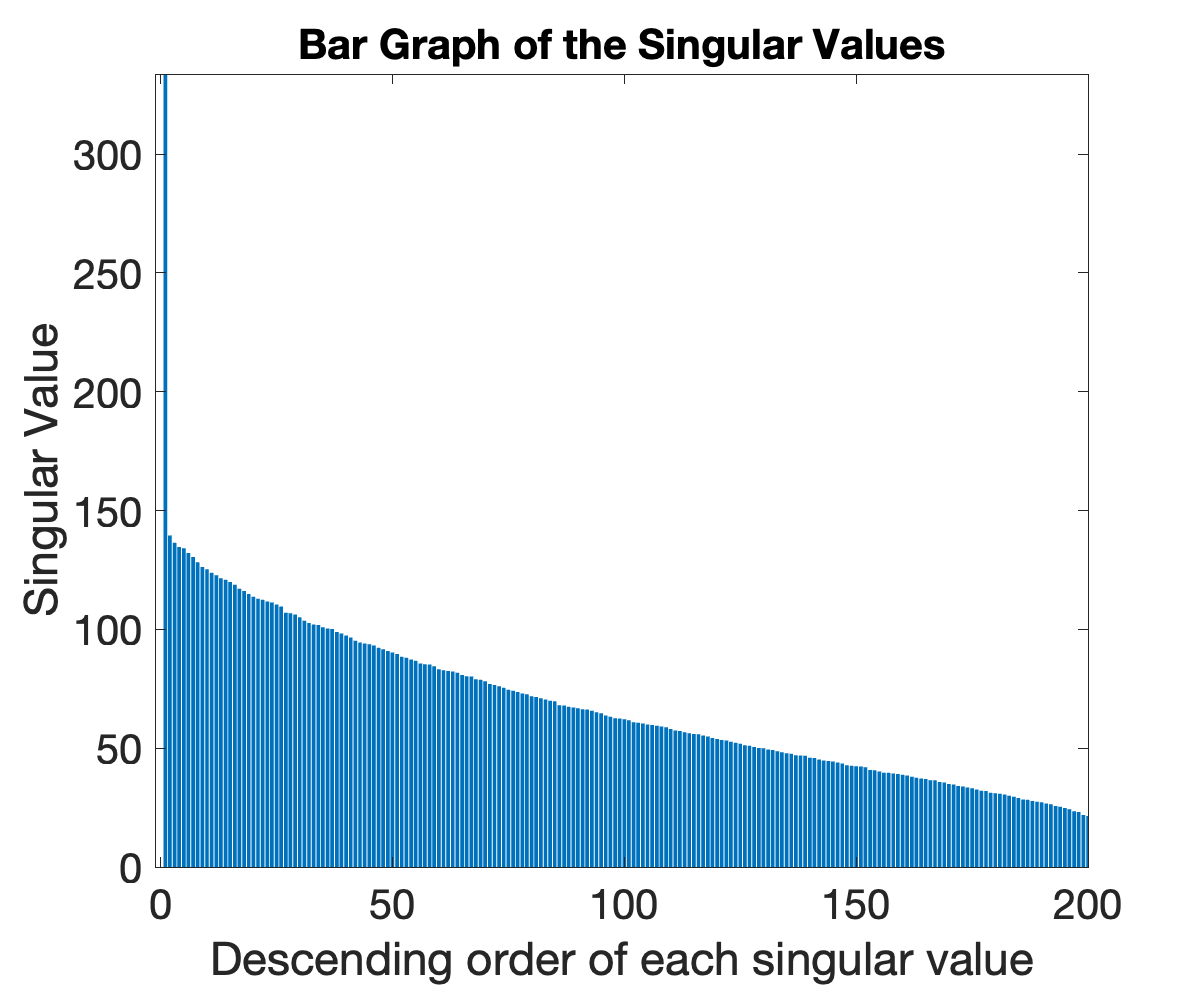 Bar Graph of the Singular Values
300
250
200
150
100
50
0
Singular Value
0 50 100 150 200
Descending order of each singular value